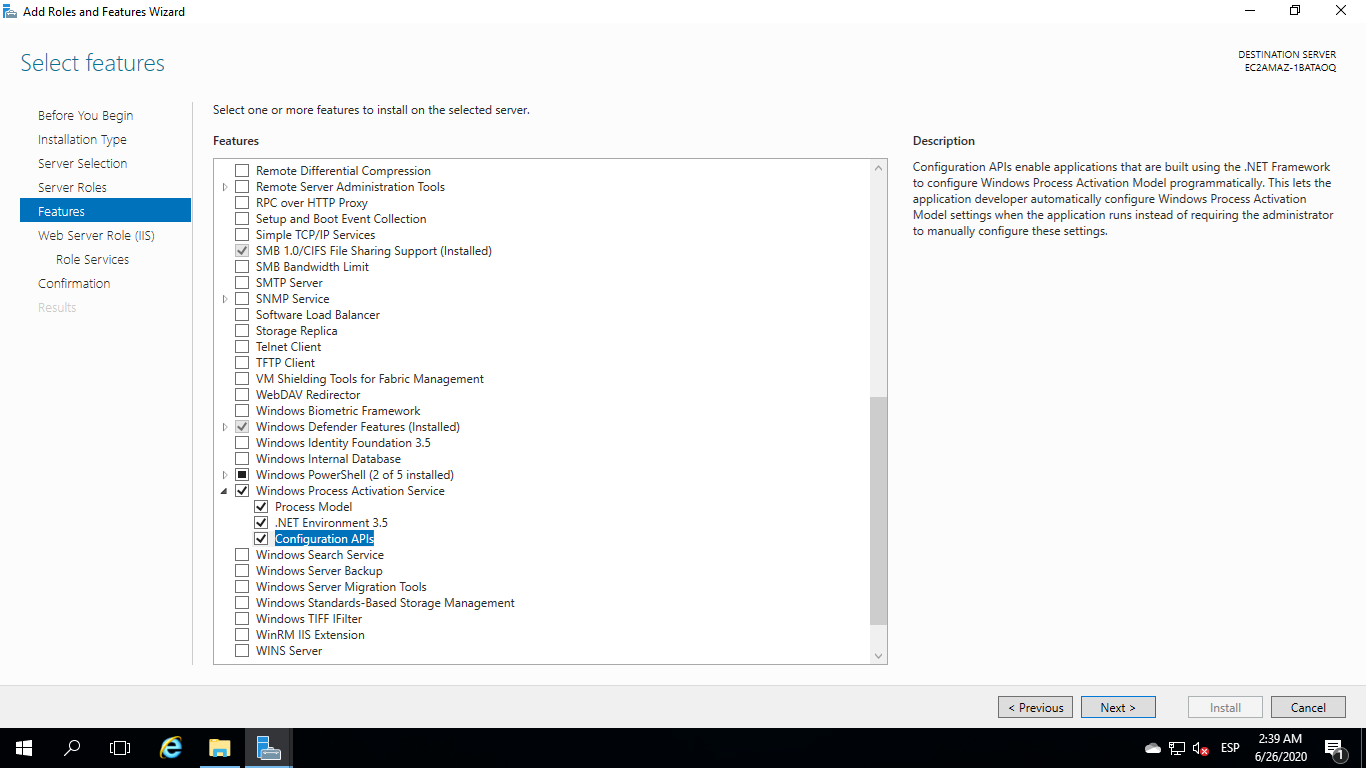 Add Roles and Features Wizard
Select features
DESTINATION SERVER
EC2AMAZ-1BATAOQ
Before You Begin
Installation Type
Server Selection
Server Roles
Features
Web Server Role (IIS)
Role Services
Confirmation
Results
Select one or more features to install on the selected server.
Features
Remote Differential Compression
Remote Server Administration Tools
RPC over HTTP Proxy
Setup and Boot Event Collection
Simple TCP/IP Services
SMB 1.0/CIFS File Sharing Support (Installed)
SMB Bandwidth Limit
SMTP Server
SNMP Service
Software Load Balancer
Storage Replica
Telnet Client
TFTP Client
VM Shielding Tools for Fabric Management
WebDAV Redirector
Windows Biometric Framework
Windows Defender Features (Installed)
Windows Identity Foundation 3.5
Windows Internal Database
Windows PowerShell (2 of 5 installed)
Windows Process Activation Service
Process Model
.NET Environment 3.5
Configuration APIs
Windows Search Service
Windows Server Backup
Windows Server Migration Tools
Windows Standards-Based Storage Management
Windows TIFF IFilter
WinRM IIS Extension
WINS Server
Description
Configuration APIs enable applications that are built using the .NET Framework
to configure Windows Process Activation Model programmatically. This lets the
application developer automatically configure Windows Process Activation
Model settings when the application runs instead of requiring the administrator
to manually configure these settings.
< Previous
Next >
Install
Cancel
ESP
2:39 AM
6/26/2020
1